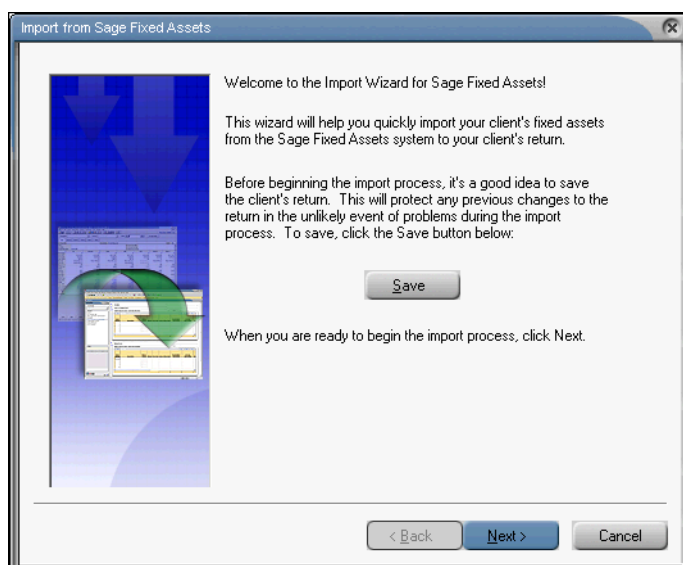 Import from Sage Fixed Assets
Welcome to the Import Wizard for Sage Fixed Assets!
This wizard will help you quickly import your client's fixed assets
from the Sage Fixed Assets system to your client's return.
Before beginning the import process, it's a good idea to save
the client's return. This will protect any previous changes to the
return in the unlikely event of problems during the import
process. To save, click the Save button below:
Save
When you are ready to begin the import process, click Next.
< Back
Next >
Cancel